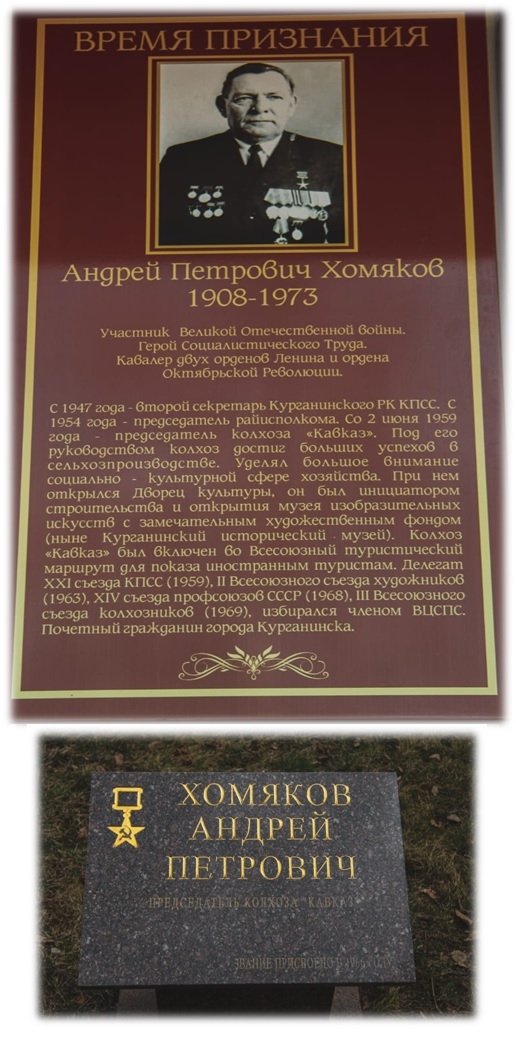 ВРЕМЯ ПРИЗНАНИЯ
Андрей Петрович Хомяков
1908-1973
Участник Великой Отечественной войны.
Герой Социалистического Труда.
Кавалер двух орденов Ленина и ордена
Октябрьской Революции.
С 1947 года - второй секретарь Курганинского РК КПСС. С
1954 года - председатель райисполкома. Со 2 июня 1959
года - председатель колхоза «Кавказ». Под его
руководством колхоз достиг больших успехов в
сельхозпроизводстве. Уделял большое внимание
социально - культурной сфере хозяйства. При нем
открылся Дворец культуры, он был инициатором
строительства и открытия музея изобразительных
искусств с замечательным художественным фондом
(ныне Курганинский исторический музей). Колхоз
«Кавказ» был включен во Всесоюзный туристический
маршрут для показа иностранным туристам. Делегат
XXI съезда КПСС (1959), II Всесоюзного съезда художников
(1963), XIV съезда профсоюзов СССР (1968), III Всесоюзного
съезда колхозников (1969), избирался членом ВЦСПС.
Почетный гражданин города Курганинска.
ХОМЯКОВ
АНДРЕЙ
ПЕТРОВИЧ
ПРЕДСЕДАТЕЛЬ КОЛХОЗА "КАВКАЗ"
ЗВАНИЕ ПРИСВОЕНО В 1966 ГОДУ